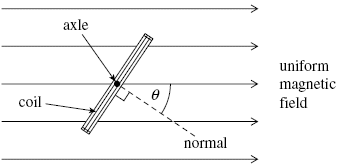 axle
uniform
magnetic
field
θ
coil
normal